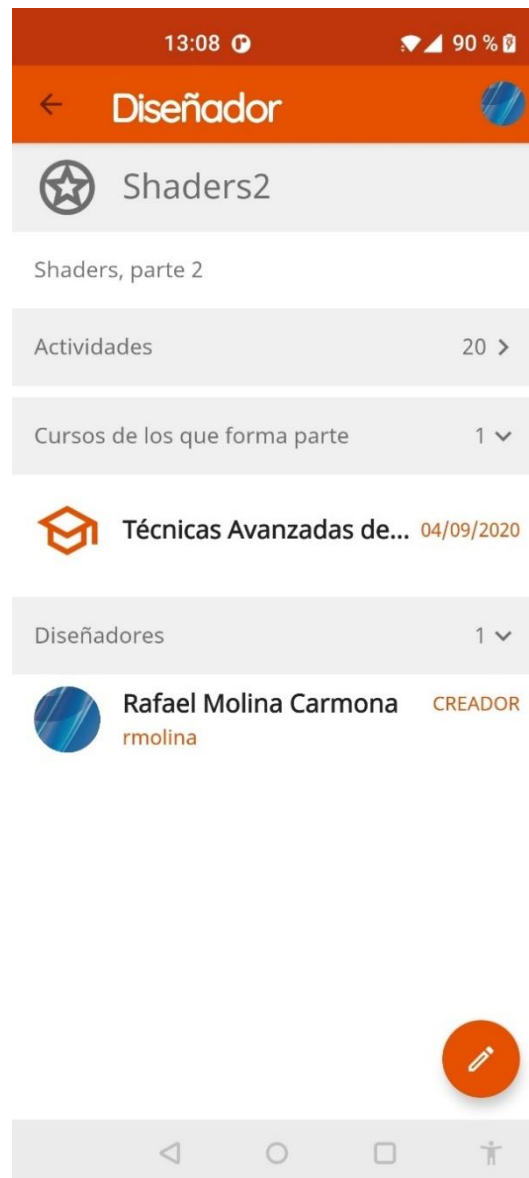 13:08 90 %
Diseñador
Shaders2
Shaders, parte 2
Actividades 20
Cursos de los que forma parte 1
Técnicas Avanzadas de... 04/09/2020
Diseñadores 1
Rafael Molina Carmona CREADOR
rmolina